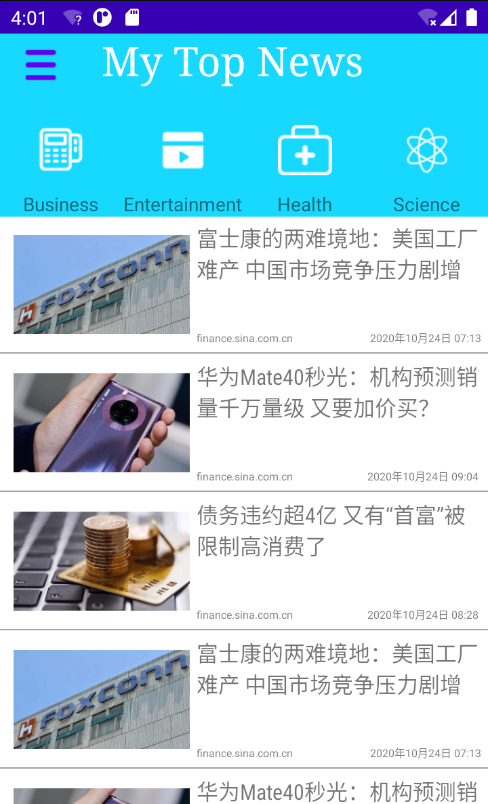 4:01
My Top News
Business
Entertainment
Health
Science
FOXCONN
富士康的两难境地：美国工厂
难产 中国市场竞争压力剧增
finance.sina.com.cn
2020年10月24日 07:13
华为Mate40秒光：机构预测销
量千万量级 又要加价买？
finance.sina.com.cn
2020年10月24日 09:04
债务违约超4亿 又有“首富”被
限制高消费了
finance.sina.com.cn
2020年10月24日 08:28
FOXCONN
富士康的两难境地：美国工厂
难产 中国市场竞争压力剧增
finance.sina.com.cn
2020年10月24日 07:13
华为Mate40秒光：机构预测销